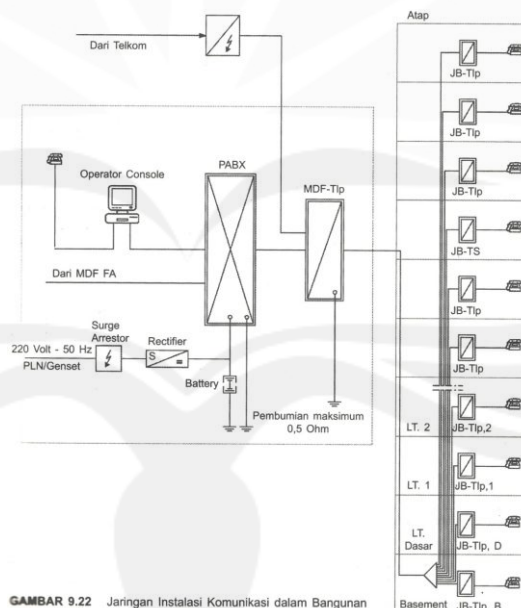 Atap
Dari Telkom
JB-Tlp
JB-Tlp
PABX
Operator Console
MDF-Tlp
JB-Tlp
JB-TS
Dari MDF FA
JB-Tlp
Surge
Arrestor
Rectifier
220 Volt - 50 Hz
S
=
PLN/Genset
JB-Tlp
Battery
Pembumian maksimum
0,5 Ohm
LT. 2
JB-Tlp,2
LT. 1
JB-Tlp,1
LT.
Dasar
JB-Tlp, D
GAMBAR 9.22 Jaringan Instalasi Komunikasi dalam Bangunan
Basement
JB-Tlp, B